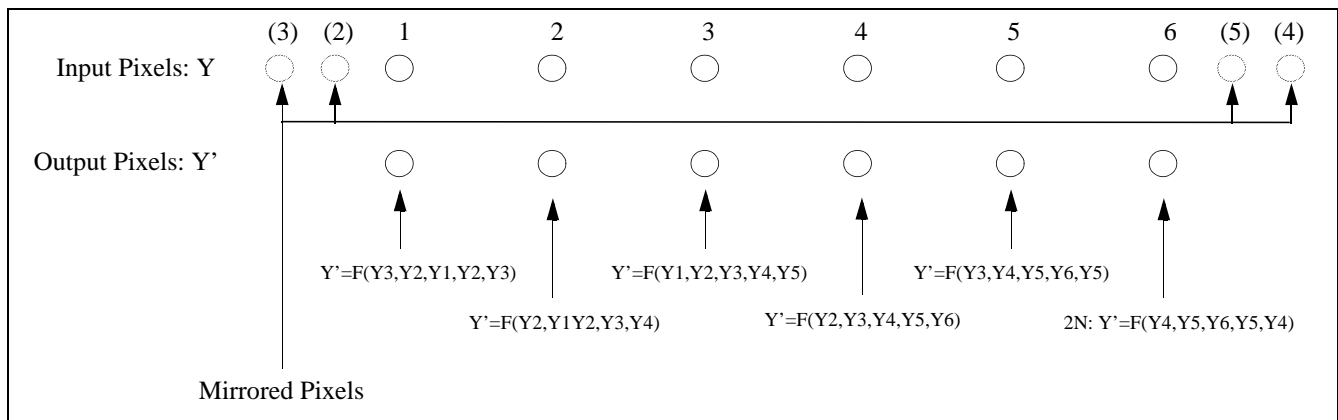 (3) (2) 1 2 3 4 5 6 (5) (4)
Input Pixels: Y
Output Pixels: Y’
Y’=F(Y3,Y2,Y1,Y2,Y3) Y’=F(Y1,Y2,Y3,Y4,Y5) Y’=F(Y3,Y4,Y5,Y6,Y5)
Y’=F(Y2,Y1Y2,Y3,Y4) Y’=F(Y2,Y3,Y4,Y5,Y6) 2N: Y’=F(Y4,Y5,Y6,Y5,Y4)
Mirrored Pixels